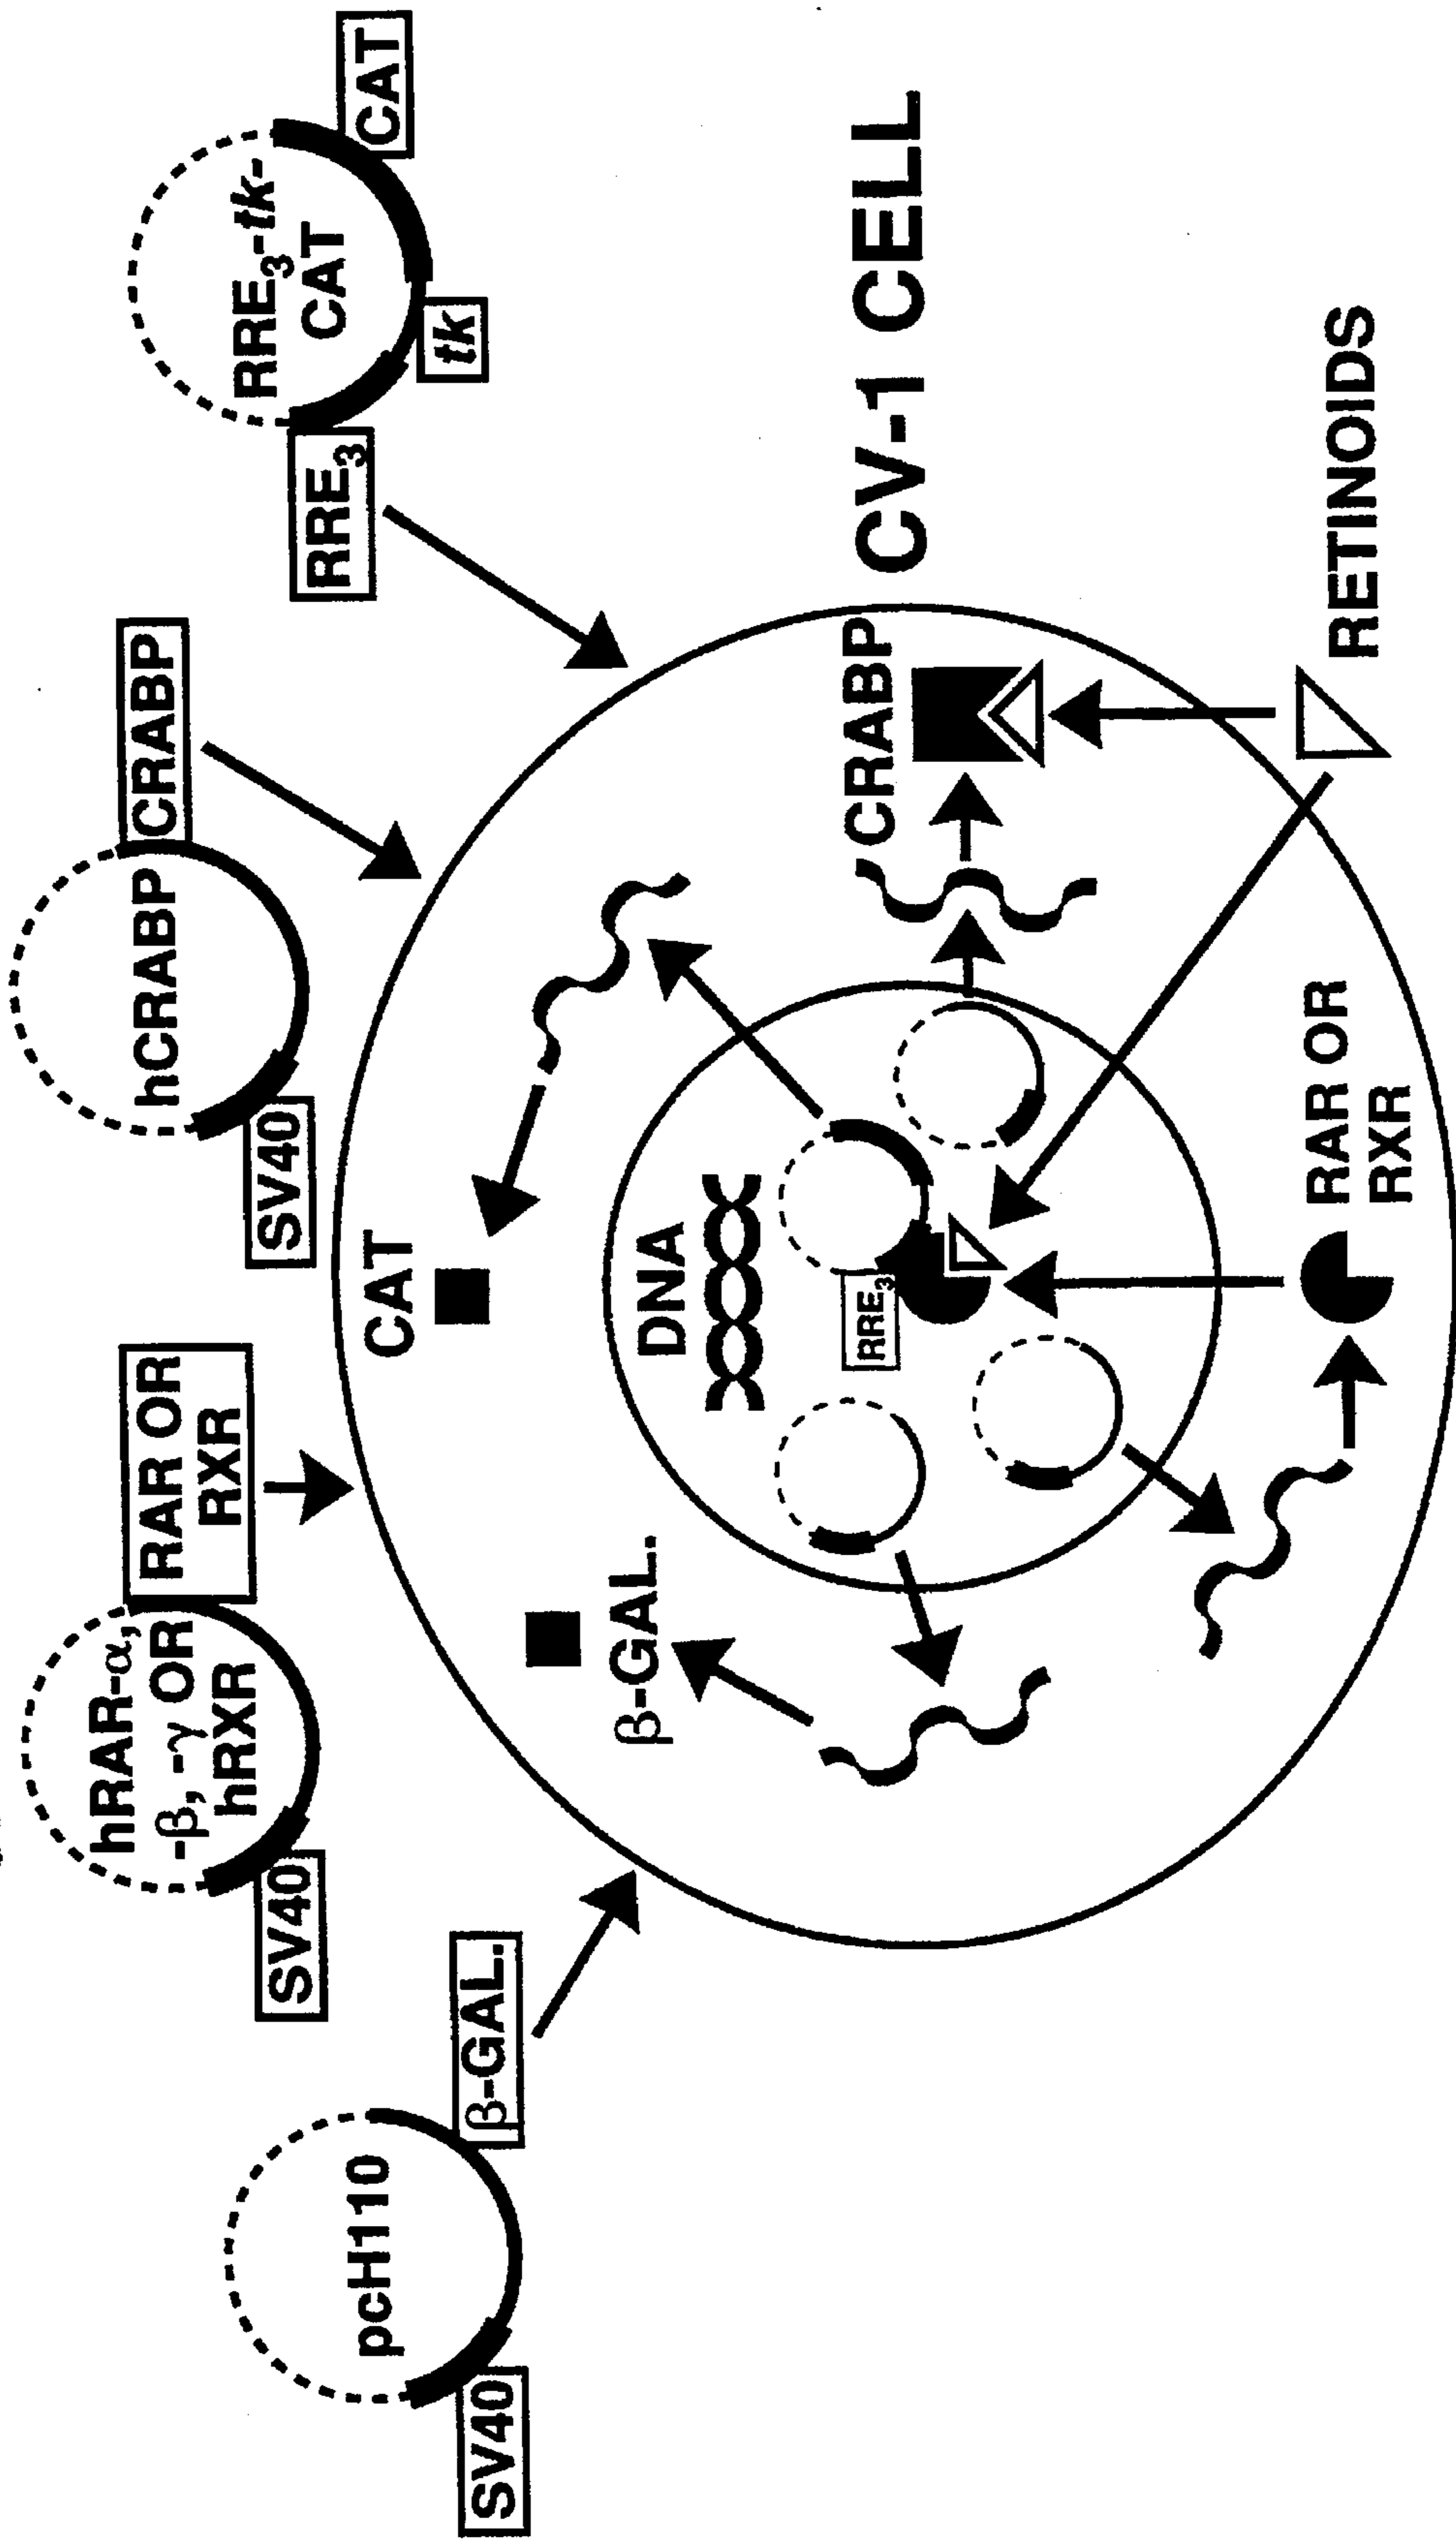 pcH110
SV40
β-GAL.
hRAR-α,
-β, -γ OR
hRXR
SV40
RAR OR
RXR
hCRABP
SV40
CRABP
RRE3-tk-
CAT
RRE3
tk
CAT
CAT
β-GAL.
DNA
RRE3
CRABP
CV-1 CELL
RAR OR
RXR
RETINOIDS